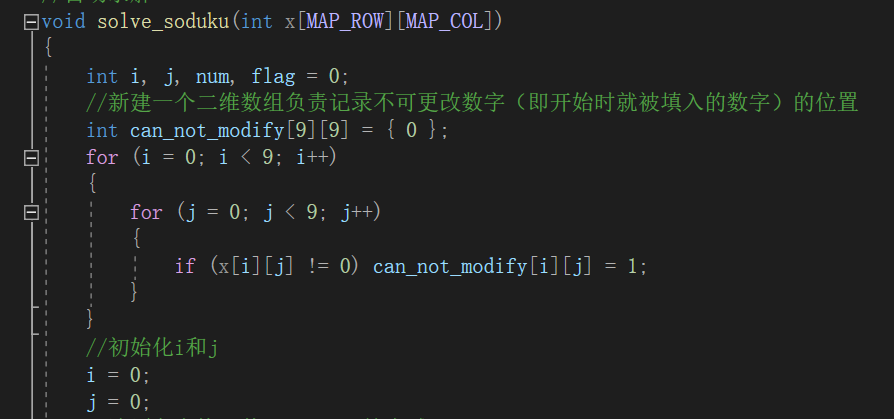 void solve_soduku(int x[MAP_ROW][MAP_COL])
{
int i, j, num, flag = 0;
//新建一个二维数组负责记录不可更改数字（即开始时就被填入的数字）的位置
int can_not_modify[9][9] = { 0 };
for (i = 0; i < 9; i++)
{
for (j = 0; j < 9; j++)
{
if (x[i][j] != 0) can_not_modify[i][j] = 1;
}
}
//初始化i和j
i = 0;
j = 0;